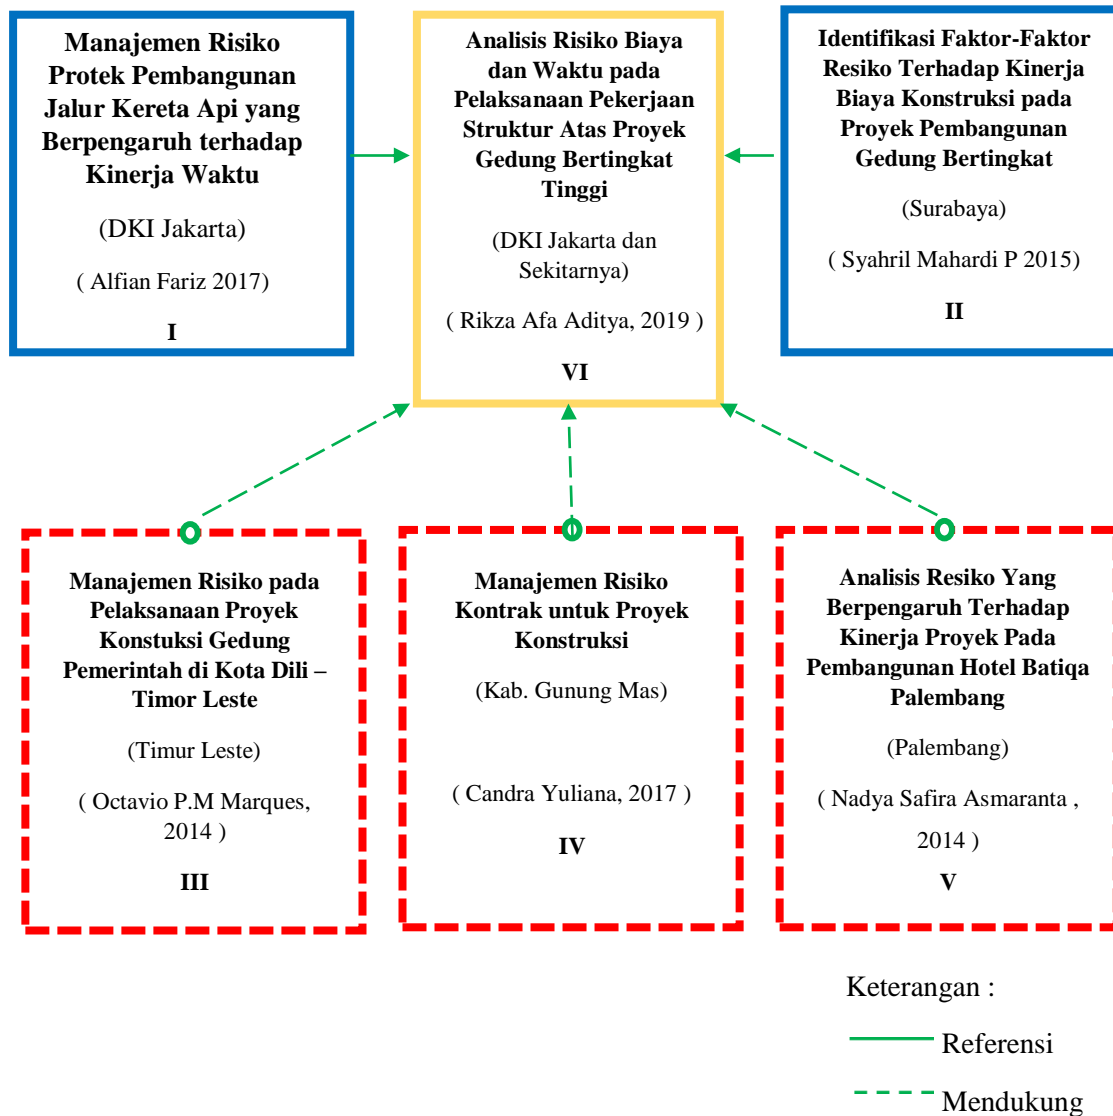 Manajemen Risiko
Protek Pembangunan
Jalur Kereta Api yang
Berpengaruh terhadap
Kinerja Waktu
(DKI Jakarta)
( Alfian Fariz 2017)
I
Analisis Risiko Biaya
dan Waktu pada
Pelaksanaan Pekerjaan
Struktur Atas Proyek
Gedung Bertingkat
Tinggi
(DKI Jakarta dan
Sekitarnya)
( Rikza Afa Aditya, 2019 )
VI
Identifikasi Faktor-Faktor
Resiko Terhadap Kinerja
Biaya Konstruksi pada
Proyek Pembangunan
Gedung Bertingkat
(Surabaya)
( Syahril Mahardi P 2015)
II
Manajemen Risiko pada
Pelaksanaan Proyek
Konstuksi Gedung
Pemerintah di Kota Dili –
Timor Leste
(Timur Leste)
( Octavio P.M Marques,
2014 )
III
Manajemen Risiko
Kontrak untuk Proyek
Konstruksi
(Kab. Gunung Mas)
( Candra Yuliana, 2017 )
IV
Analisis Resiko Yang
Berpengaruh Terhadap
Kinerja Proyek Pada
Pembangunan Hotel Batiqa
Palembang
(Palembang)
( Nadya Safira Asmaranta ,
2014 )
V
Keterangan :
Referensi
Mendukung